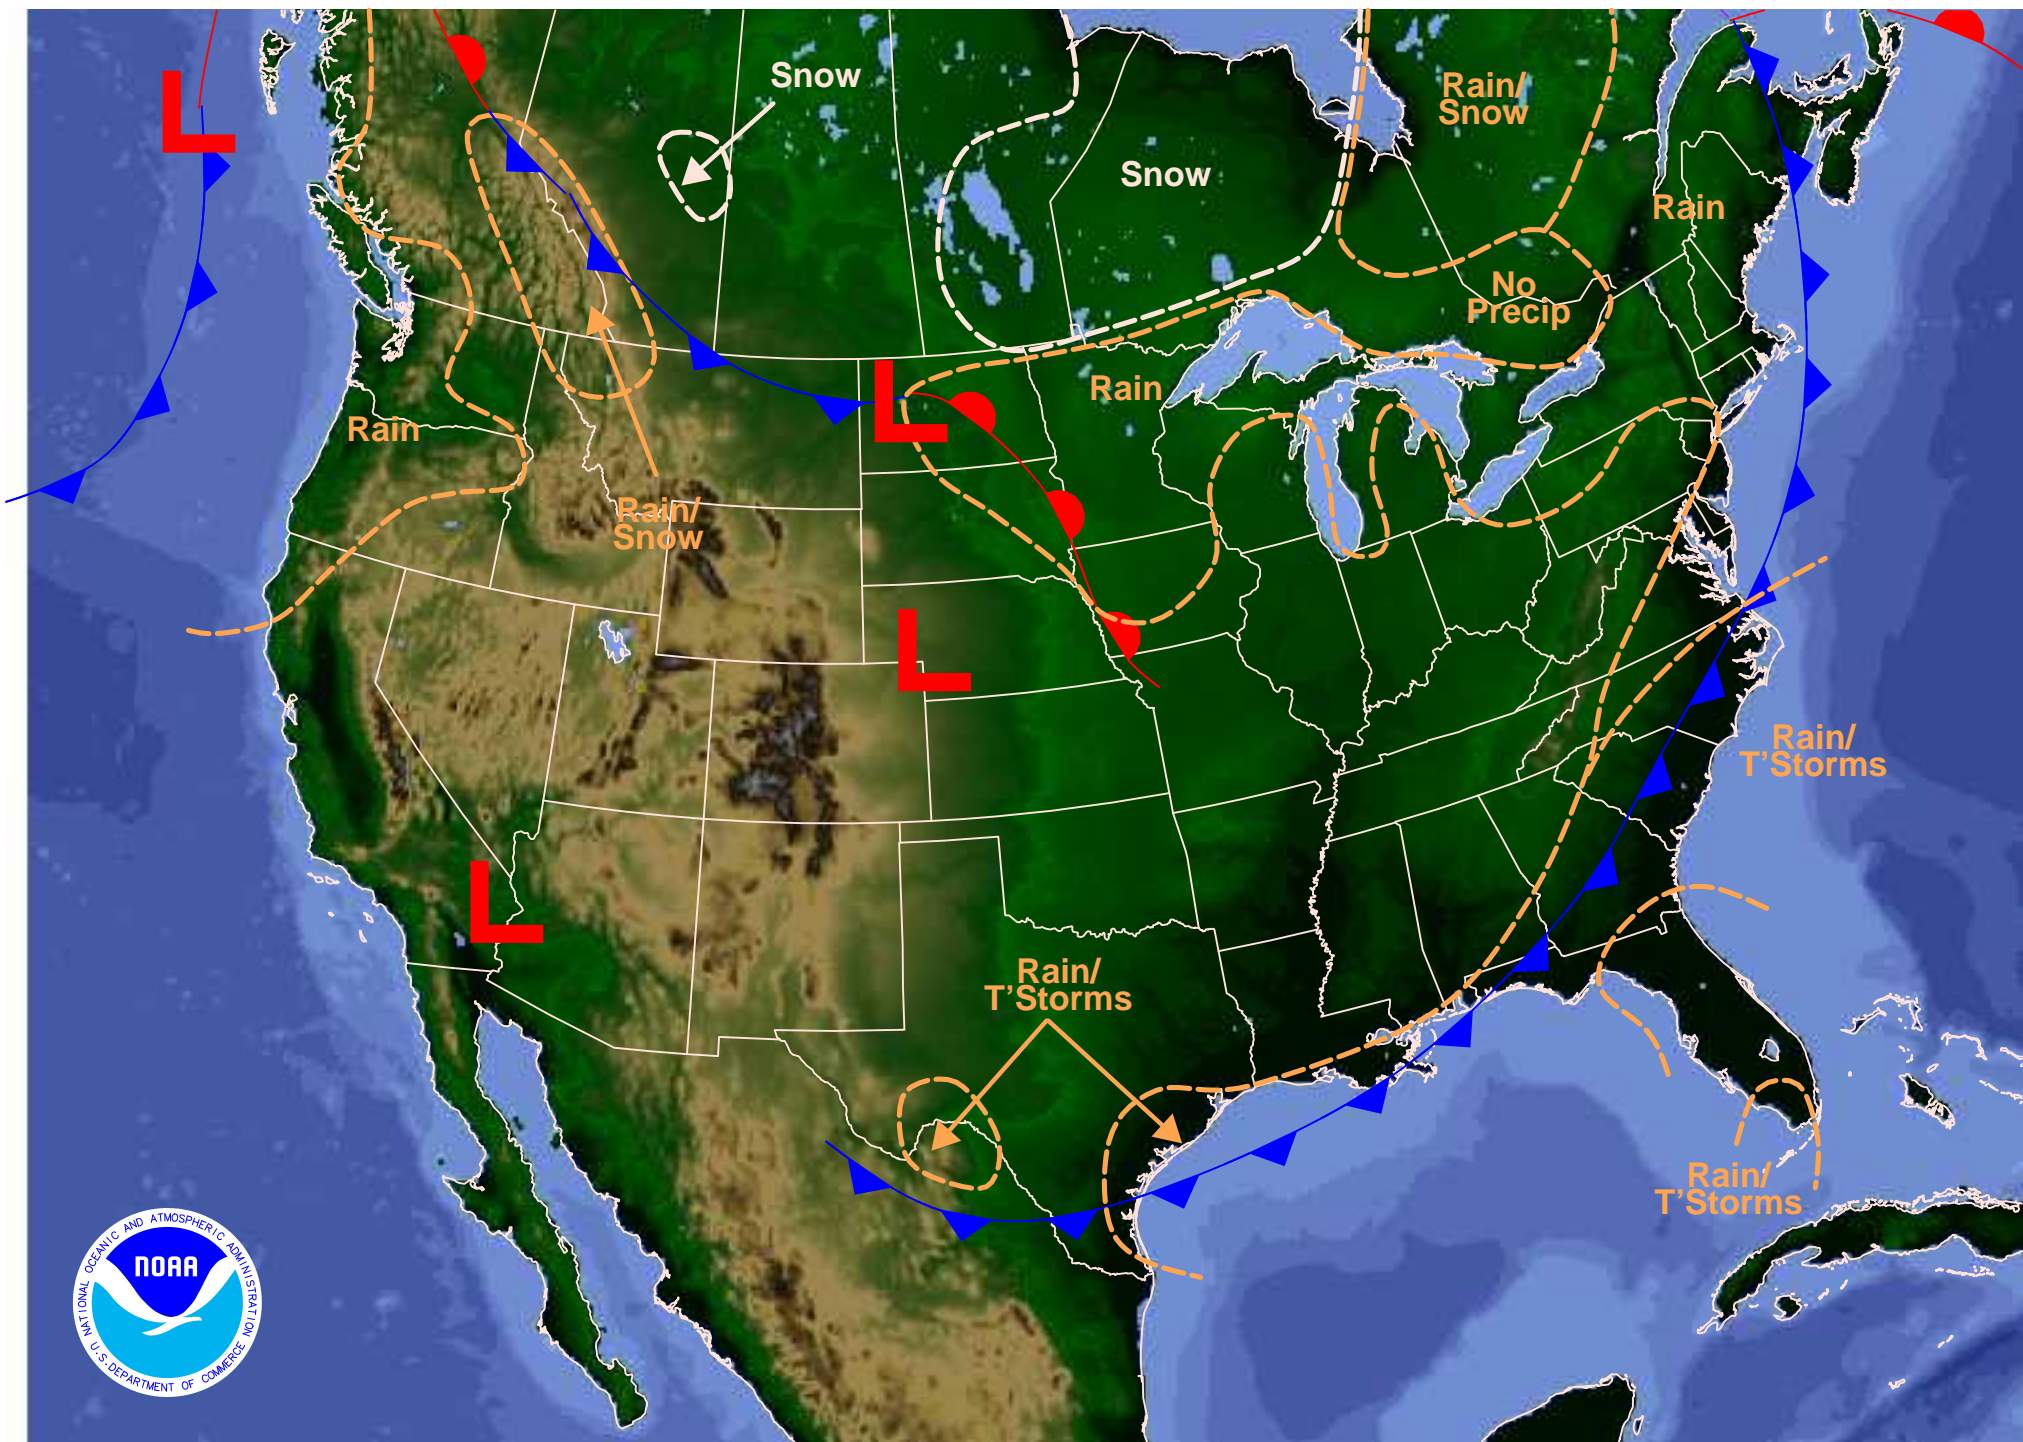 Snow
Rain/
Snow
L
Snow
Rain
No
Precip
Rain
L
Rain
Rain/
Snow
L
Rain/
T'Storms
L
Rain/
T'Storms
Rain/
T'Storms
NATIONAL OCEANIC AND ATMOSPHERIC ADMINISTRATION
NOAA
U.S. DEPARTMENT OF COMMERCE